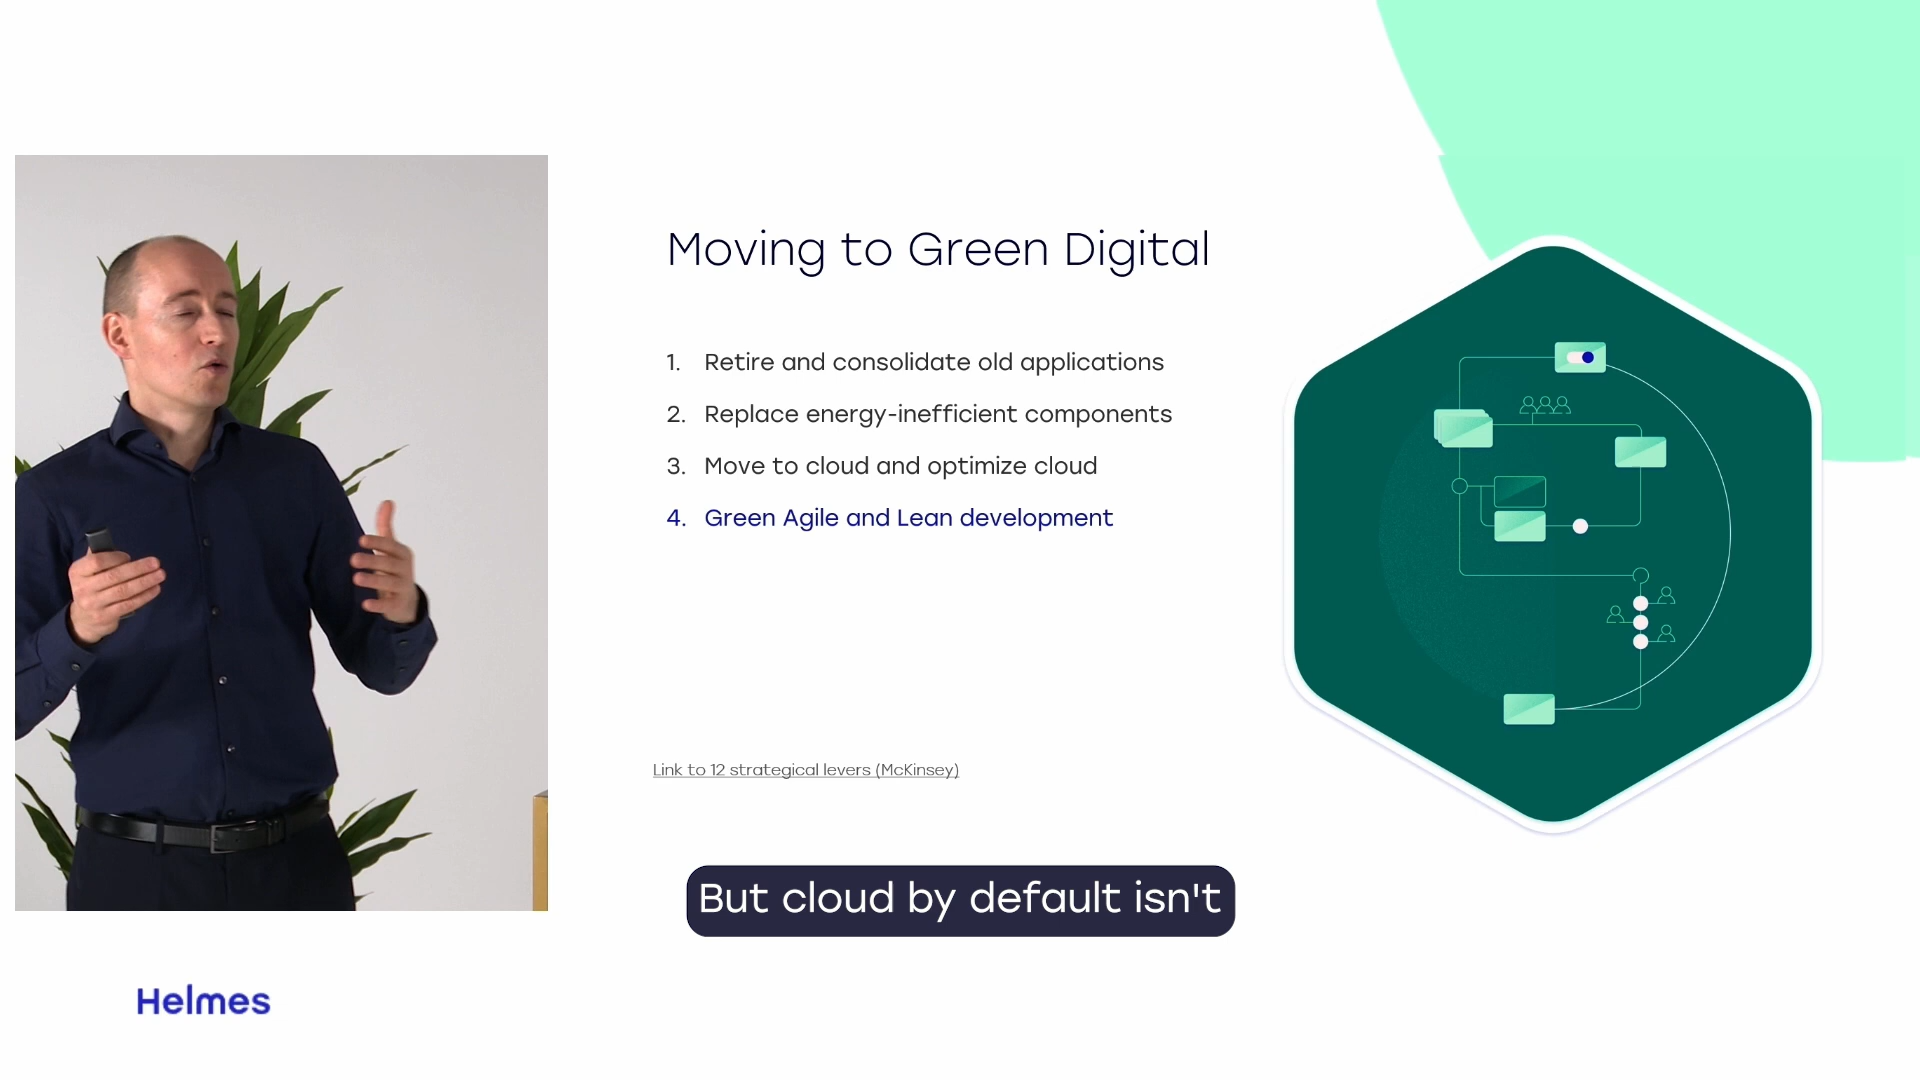 Moving to Green Digital
1. Retire and consolidate old applications
2. Replace energy-inefficient components
3. Move to cloud and optimize cloud
4. Green Agile and Lean development
Link to 12 strategical levers (McKinsey)
But cloud by default isn't
Helmes